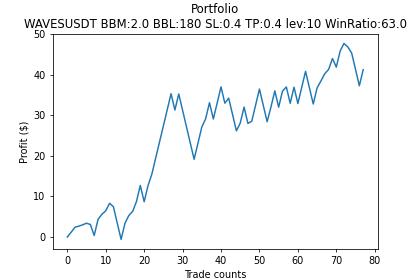 Portfolio
WAVESUSDT BBM:2.0 BBL:180 SL:0.4 TP:0.4 lev:10 WinRatio:63.0
50
40
30
20
10
0
Profit ($)
0 10 20 30 40 50 60 70 80
Trade counts